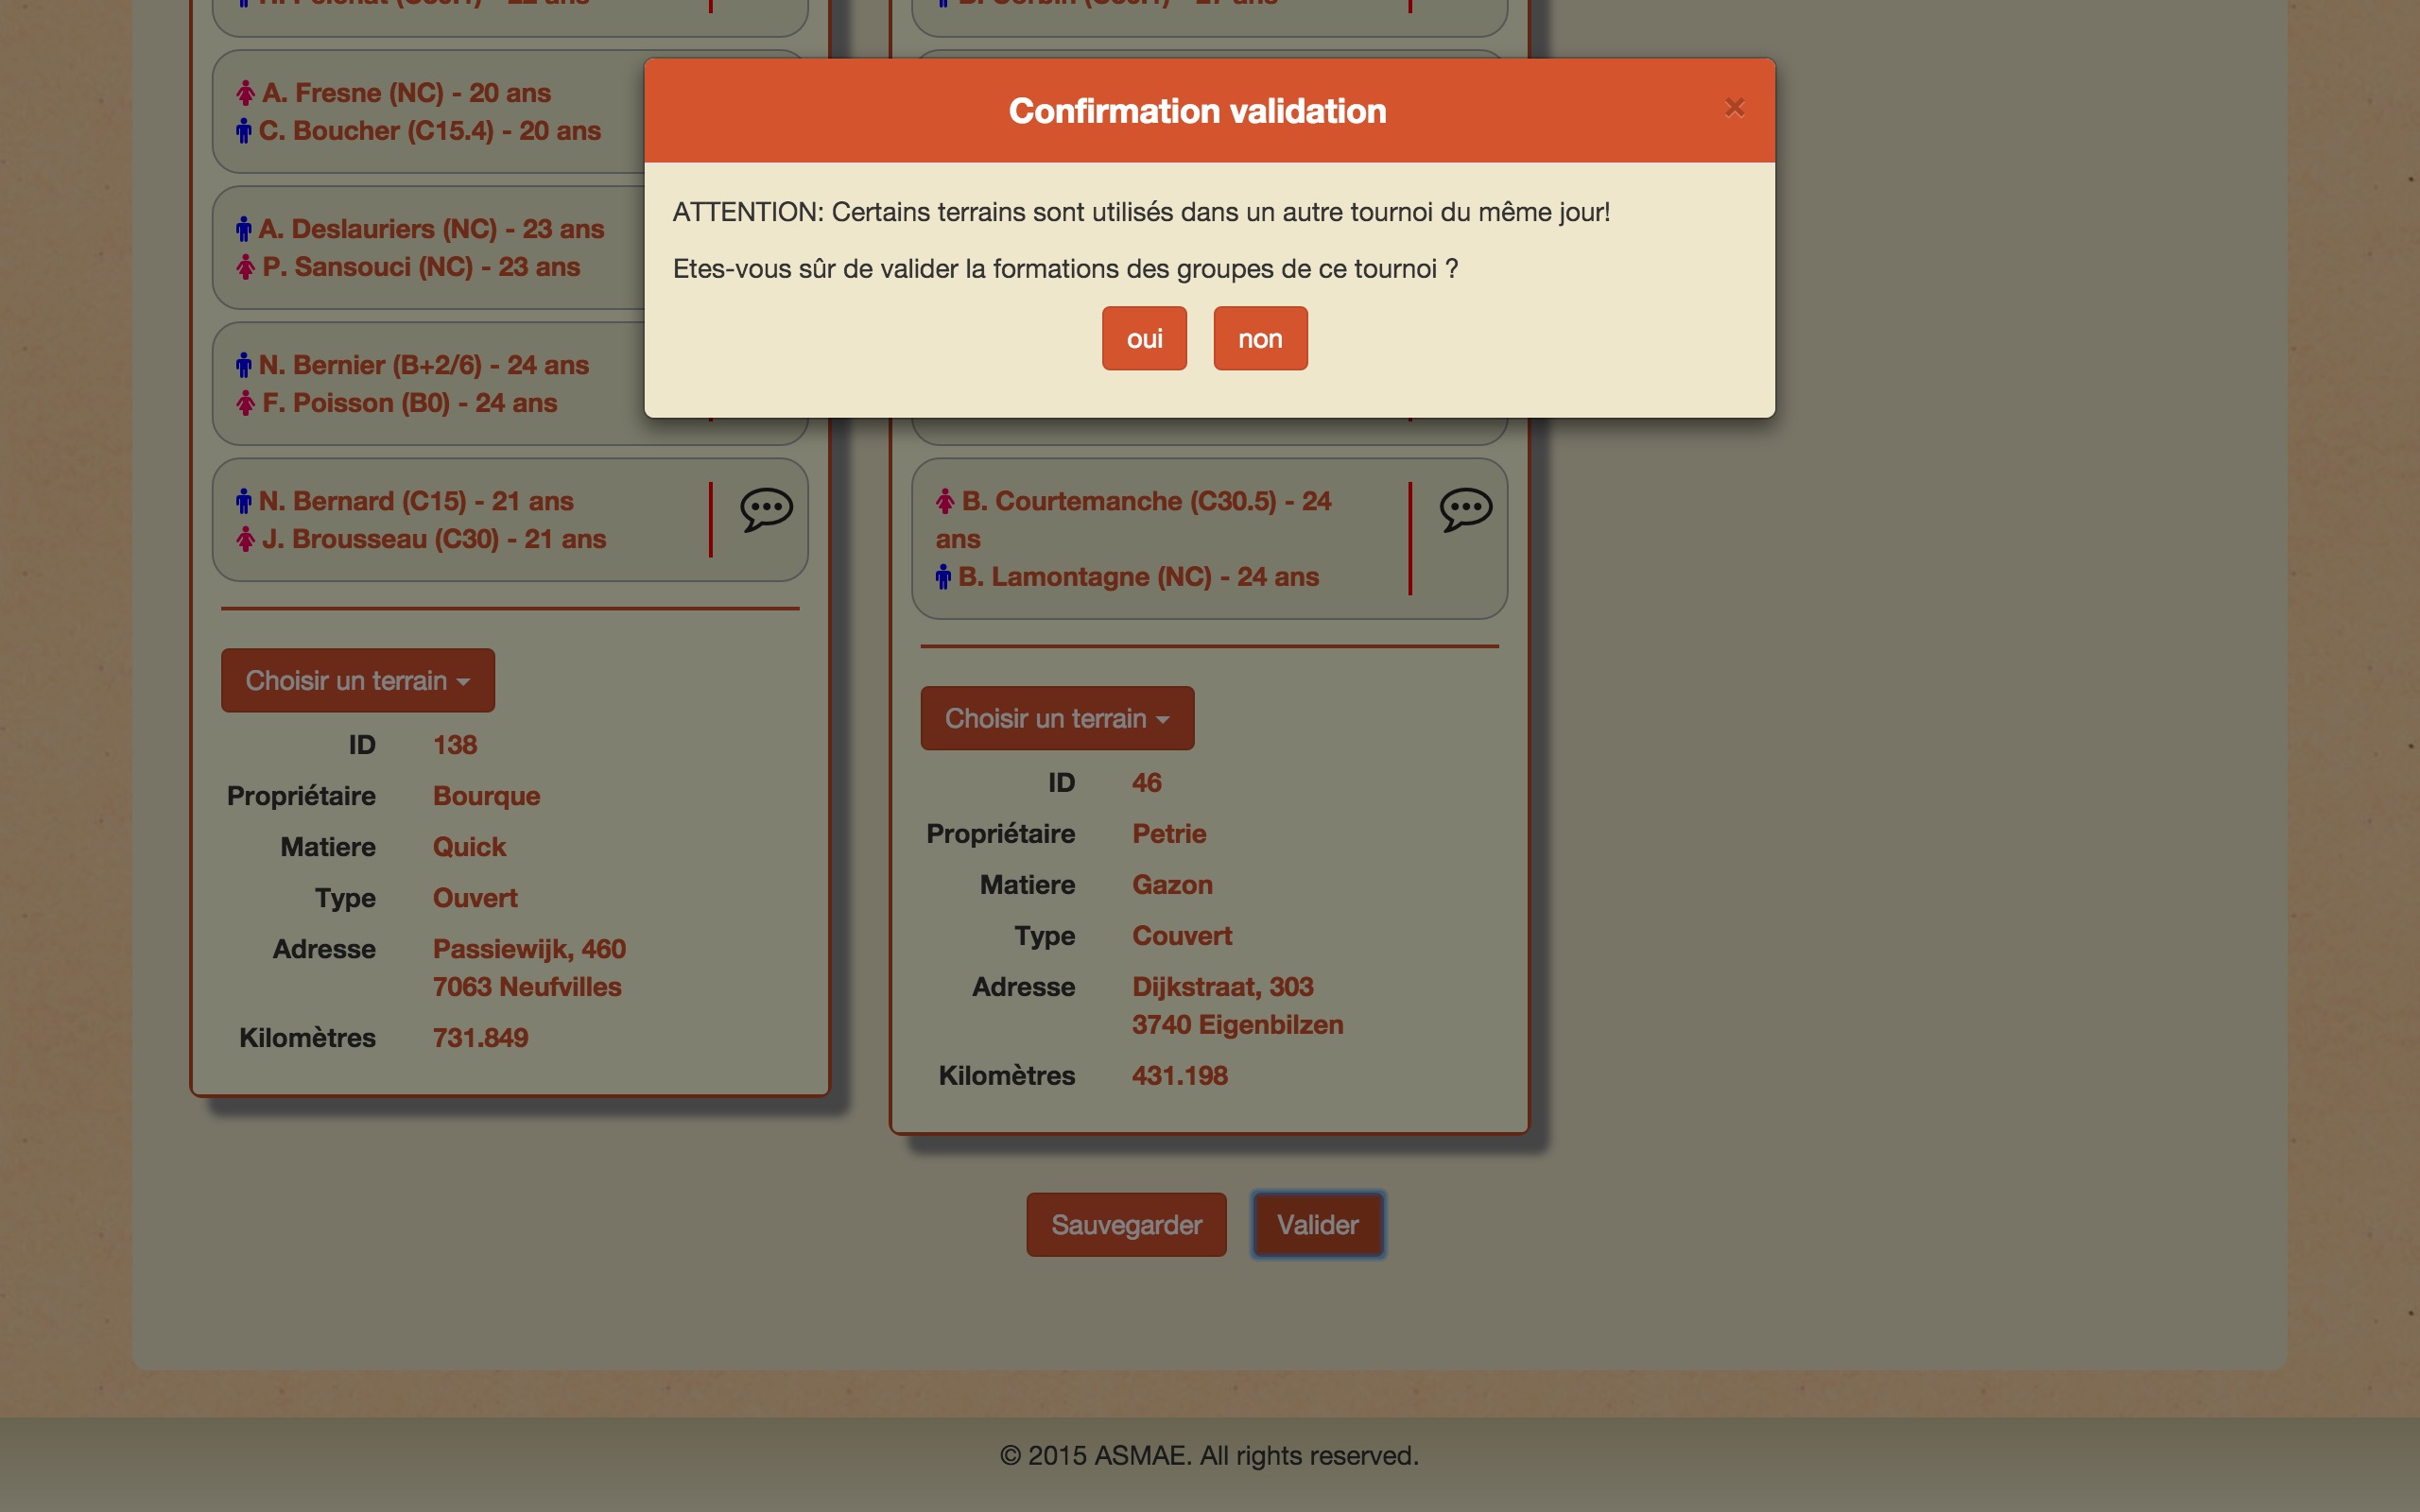 Confirmation validation
×
ATTENTION: Certains terrains sont utilisés dans un autre tournoi du même jour!
Etes-vous sûr de valider la formations des groupes de ce tournoi ?
oui
non
A. Fresne (NC) - 20 ans
C. Boucher (C15.4) - 20 ans
A. Deslauriers (NC) - 23 ans
P. Sansouci (NC) - 23 ans
N. Bernier (B+2/6) - 24 ans
F. Poisson (B0) - 24 ans
N. Bernard (C15) - 21 ans
J. Brousseau (C30) - 21 ans
Choisir un terrain
ID 138
Propriétaire Bourque
Matiere Quick
Type Ouvert
Adresse Passiewijk, 460
7063 Neufvilles
Kilomètres 731.849
B. Courtemanche (C30.5) - 24
ans
B. Lamontagne (NC) - 24 ans
Choisir un terrain
ID 46
Propriétaire Petrie
Matiere Gazon
Type Couvert
Adresse Dijkstraat, 303
3740 Eigenbilzen
Kilomètres 431.198
Sauvegarder
Valider
© 2015 ASMAE. All rights reserved.